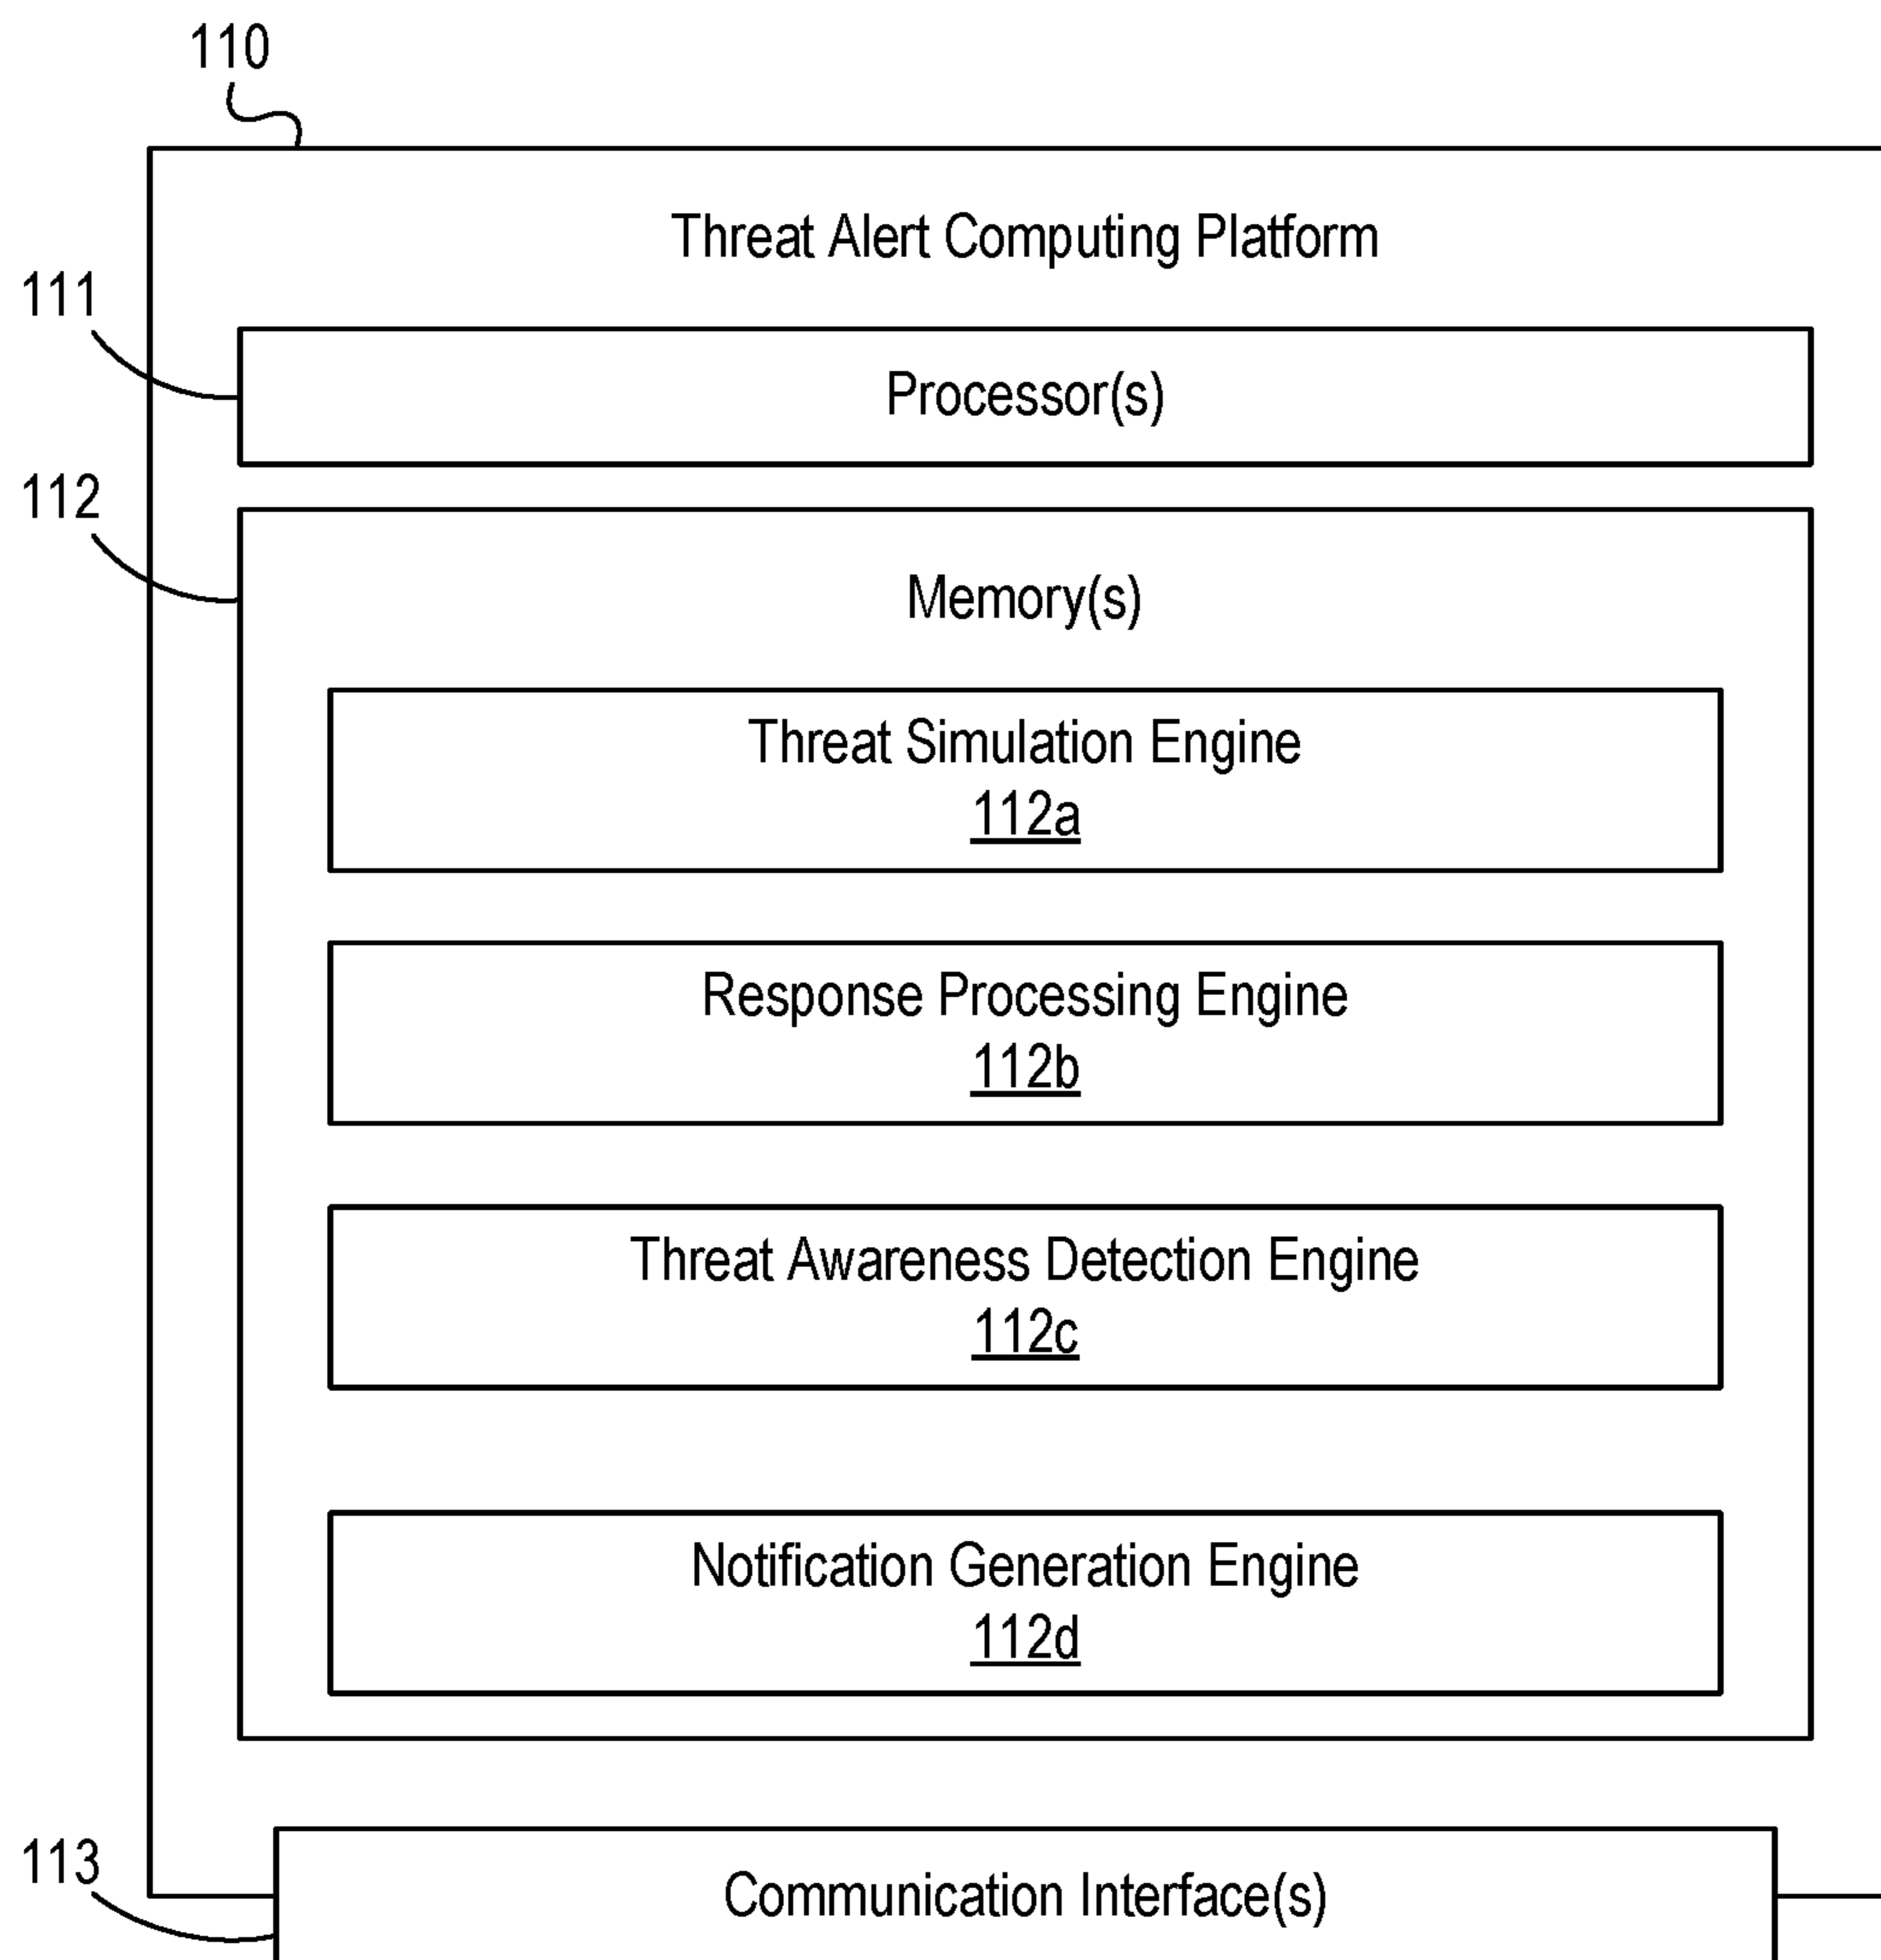 110
Threat Alert Computing Platform
111
Processor(s)
112
Memory(s)
Threat Simulation Engine
112a
Response Processing Engine
112b
Threat Awareness Detection Engine
112c
Notification Generation Engine
112d
113
Communication Interface(s)